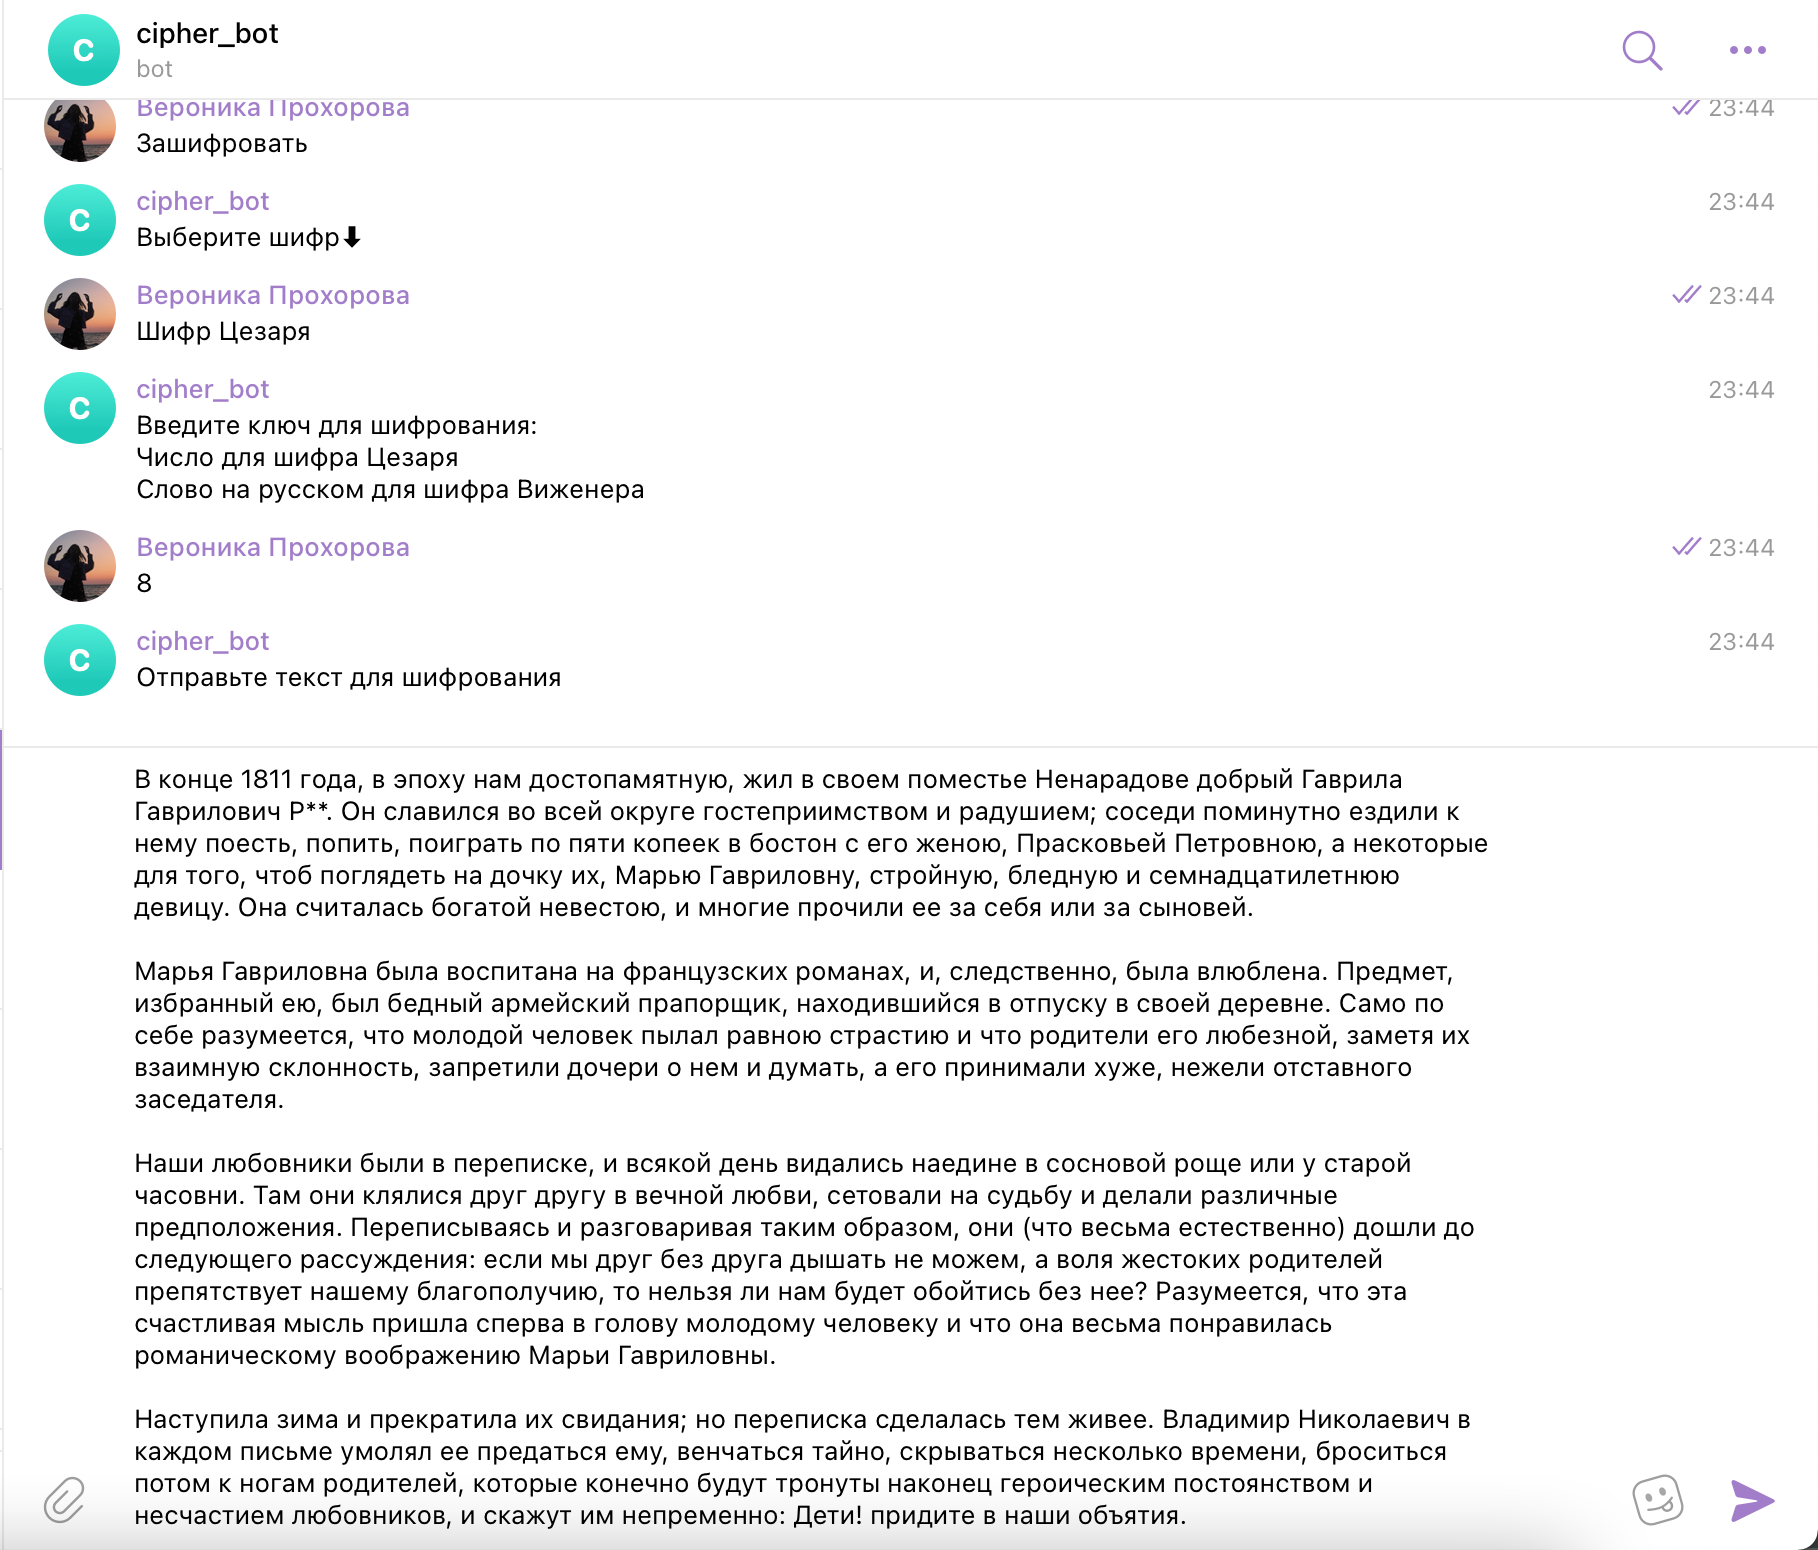 C
cipher_bot
bot
Вероника Прохорова
23:44
Зашифровать
C
cipher_bot
23:44
Выберите шифр⬇
Вероника Прохорова
23:44
Шифр Цезаря
C
cipher_bot
23:44
Введите ключ для шифрования:
Число для шифра Цезаря
Слово на русском для шифра Виженера
Вероника Прохорова
23:44
8
C
cipher_bot
23:44
Отправьте текст для шифрования
В конце 1811 года, в эпоху нам достопамятную, жил в своем поместье Ненарадове добрый Гаврила
Гаврилович Р**. Он славился во всей округе гостеприимством и радушием; соседи поминутно ездили к
нему поесть, попить, поиграть по пяти копеек в бостон с его женою, Прасковьей Петровною, а некоторые
для того, чтоб поглядеть на дочку их, Марью Гавриловну, стройную, бледную и семнадцатилетнюю
девицу. Она считалась богатой невестою, и многие прочили ее за себя или за сыновей.
Марья Гавриловна была воспитана на французских романах, и, следственно, была влюблена. Предмет,
избранный ею, был бедный армейский прапорщик, находившийся в отпуску в своей деревне. Само по
себе разумеется, что молодой человек пылал равною страстию и что родители его любезной, заметя их
взаимную склонность, запретили дочери о нем и думать, а его принимали хуже, нежели отставного
заседателя.
Наши любовники были в переписке, и всякой день видались наедине в сосновой роще или у старой
часовни. Там они клялися друг другу в вечной любви, сетовали на судьбу и делали различные
предположения. Переписываясь и разговаривая таким образом, они (что весьма естественно) дошли до
следующего рассуждения: если мы друг без друга дышать не можем, а воля жестоких родителей
препятствует нашему благополучию, то нельзя ли нам будет обойтись без нее? Разумеется, что эта
счастливая мысль пришла сперва в голову молодому человеку и что она весьма понравилась
романическому воображению Марьи Гавриловны.
Наступила зима и прекратила их свидания; но переписка сделалась тем живее. Владимир Николаевич в
каждом письме умолял ее предаться ему, венчаться тайно, скрываться несколько времени, броситься
потом к ногам родителей, которые конечно будут тронуты наконец героическим постоянством и
несчастием любовников, и скажут им непременно: Дети! придите в наши объятия.